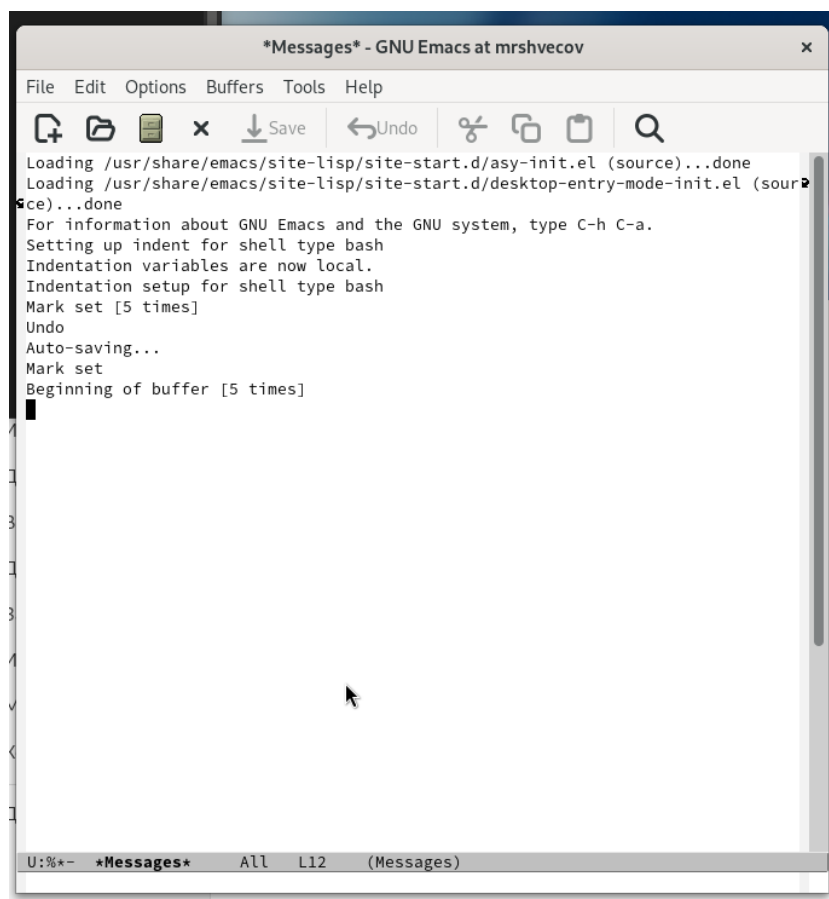 *Messages* - GNU Emacs at mrshvecov
File Edit Options Buffers Tools Help
Save Undo
Loading /usr/share/emacs/site-lisp/site-start.d/asy-init.el (source)...done
Loading /usr/share/emacs/site-lisp/site-start.d/desktop-entry-mode-init.el (sour
ce)...done
For information about GNU Emacs and the GNU system, type C-h C-a.
Setting up indent for shell type bash
Indentation variables are now local.
Indentation setup for shell type bash
Mark set [5 times]
Undo
Auto-saving...
Mark set
Beginning of buffer [5 times]
U:%*- *Messages* All L12 (Messages)